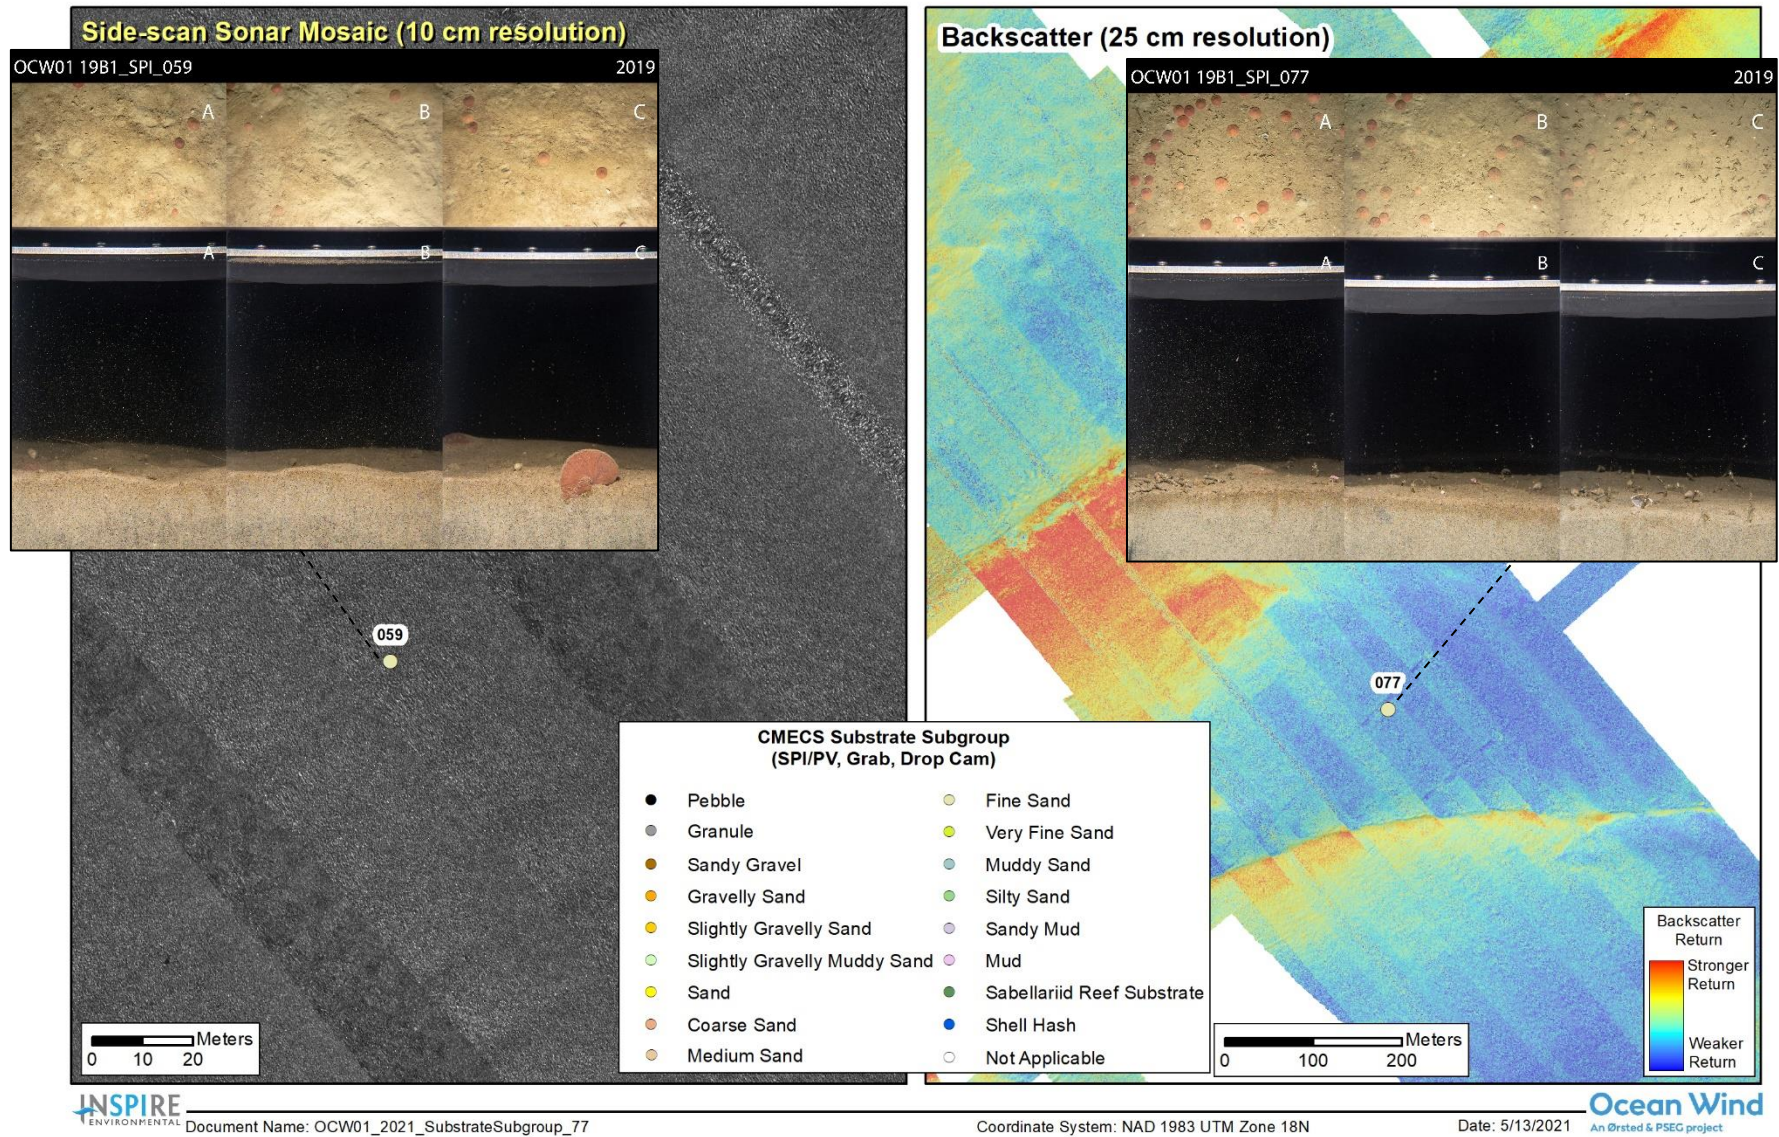 Side-scan Sonar Mosaic (10 cm resolution)
OCW01 19B1_SPI_059 2019
A B C
A B C
059
Meters
0 10 20
Backscatter (25 cm resolution)
OCW01 19B1_SPI_077 2019
A B C
A B C
077
CMECS Substrate Subgroup
(SPI/PV, Grab, Drop Cam)
Pebble
Granule
Sandy Gravel
Gravelly Sand
Slightly Gravelly Sand
Slightly Gravelly Muddy Sand
Sand
Coarse Sand
Medium Sand
Fine Sand
Very Fine Sand
Muddy Sand
Silty Sand
Sandy Mud
Mud
Sabellariid Reef Substrate
Shell Hash
Not Applicable
Meters
0 100 200
Backscatter
Return
Stronger
Return
Weaker
Return
INSPIRE
ENVIRONMENTAL
Document Name: OCW01_2021_SubstrateSubgroup_77
Coordinate System: NAD 1983 UTM Zone 18N
Date: 5/13/2021
Ocean Wind
An Ørsted & PSEG project